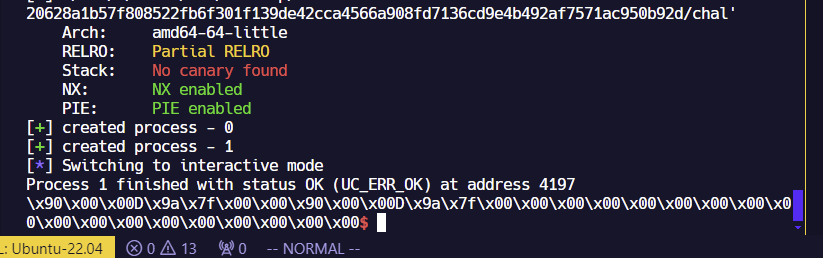 20628a1b57f808522fb6f301f139de42cca4566a908fd7136cd9e4b492af7571ac950b92d/chal'
Arch: amd64-64-little
RELRO: Partial RELRO
Stack: No canary found
NX: NX enabled
PIE: PIE enabled
[+] created process - 0
[+] created process - 1
[*] Switching to interactive mode
Process 1 finished with status OK (UC_ERR_OK) at address 4197
\x90\x00\x00D\x9a\x7f\x00\x00\x90\x00\x00D\x9a\x7f\x00\x00\x00\x00\x00\x00\x00\x00\x00\x0
0\x00\x00\x00\x00\x00\x00\x00\x00\x00\x00$
L: Ubuntu-22.04 0 13 0 -- NORMAL --